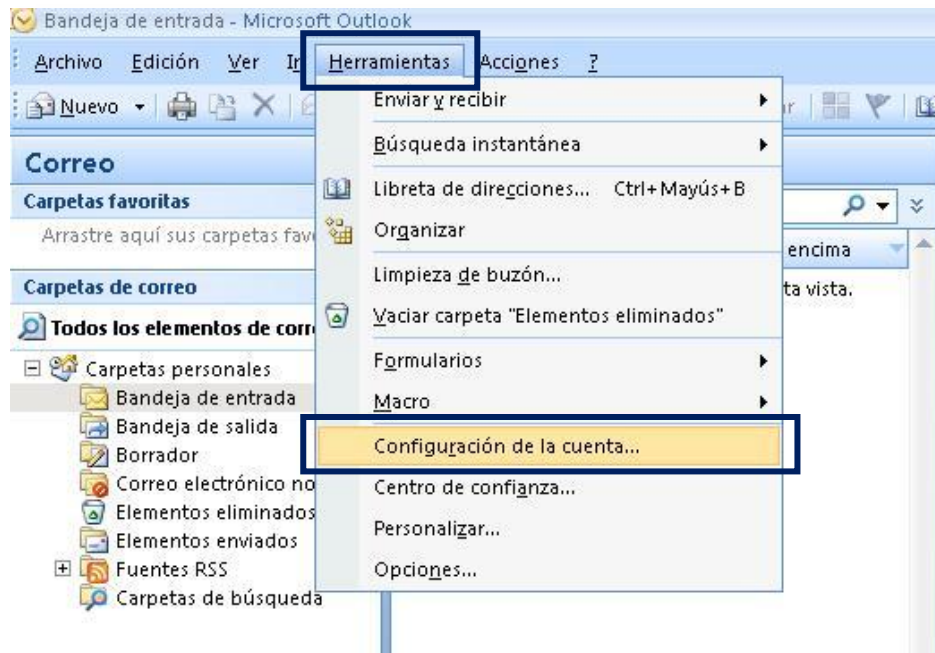 Bandeja de entrada - Microsoft Outlook
Archivo Edición Ver Herramientas Acciones ?
Nuevo
Correo
Carpetas favoritas
Arrastre aquí sus carpetas
Carpetas de correo
Todos los elementos de
Carpetas personales
Bandeja de entrada
Bandeja de salida
Borrador
Correo electrónico no
Elementos eliminados
Elementos enviados
Fuentes RSS
Carpetas de búsqueda
Enviar y recibir
Búsqueda instantánea
Libreta de direcciones... Ctrl+Mayús+B
Organizar
Limpieza de buzón...
Vaciar carpeta "Elementos eliminados"
Formularios
Macro
Configuración de la cuenta...
Centro de confianza...
Personalizar...
Opciones...
encima
vista.